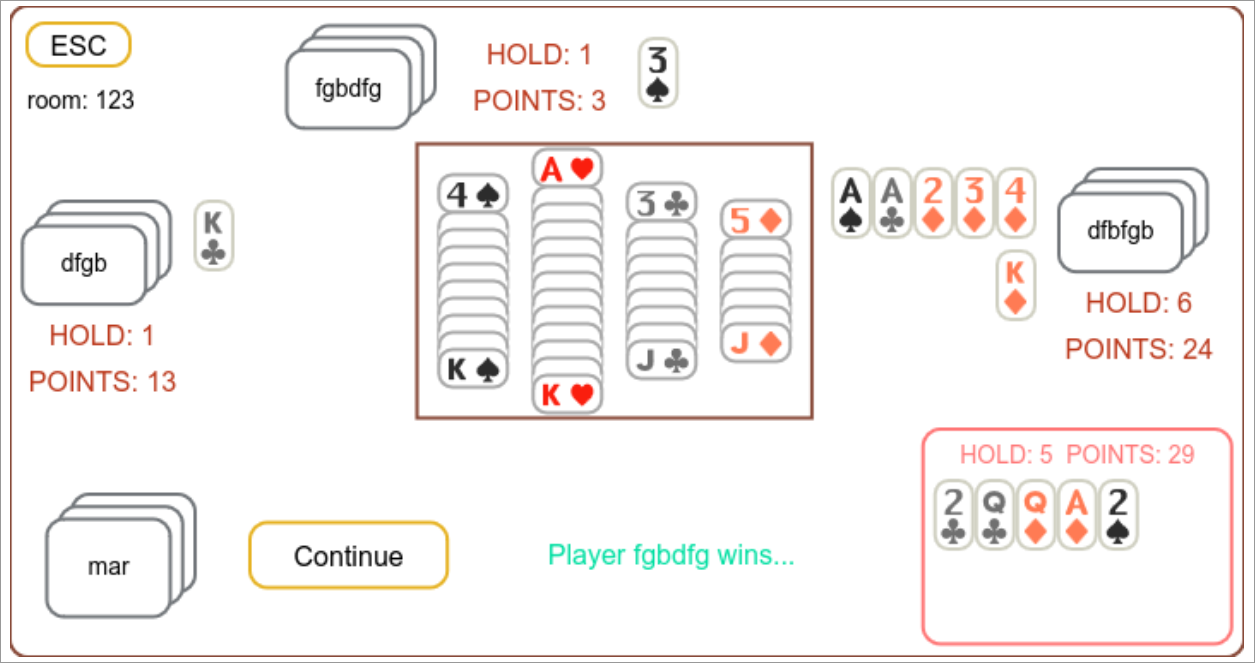 ESC
room: 123
fgbdfg
HOLD: 1
POINTS: 3
3
dfgb
K
HOLD: 1
POINTS: 13
4
K
A
K
3
J
5
J
A A 2 3 4
K
dfbfgb
HOLD: 6
POINTS: 24
mar
Continue
Player fgbdfg wins...
HOLD: 5 POINTS: 29
2 Q Q A 2